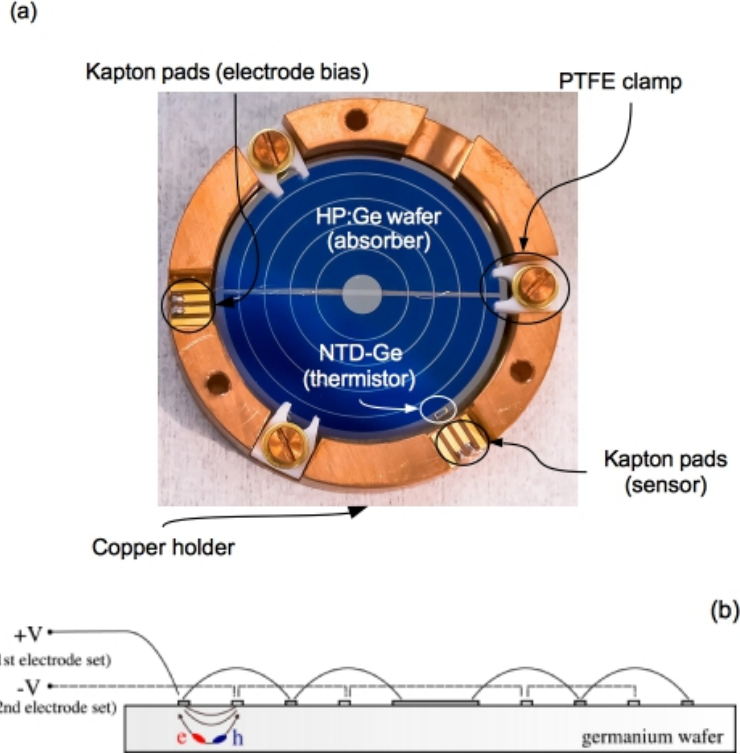 (a)
Kapton pads (electrode bias)
PTFE clamp
HP:Ge wafer
(absorber)
NTD-Ge
(thermistor)
Kapton pads
(sensor)
Copper holder
(b)
+V
1st electrode set)
-V
2nd electrode set)
e
h
germanium wafer